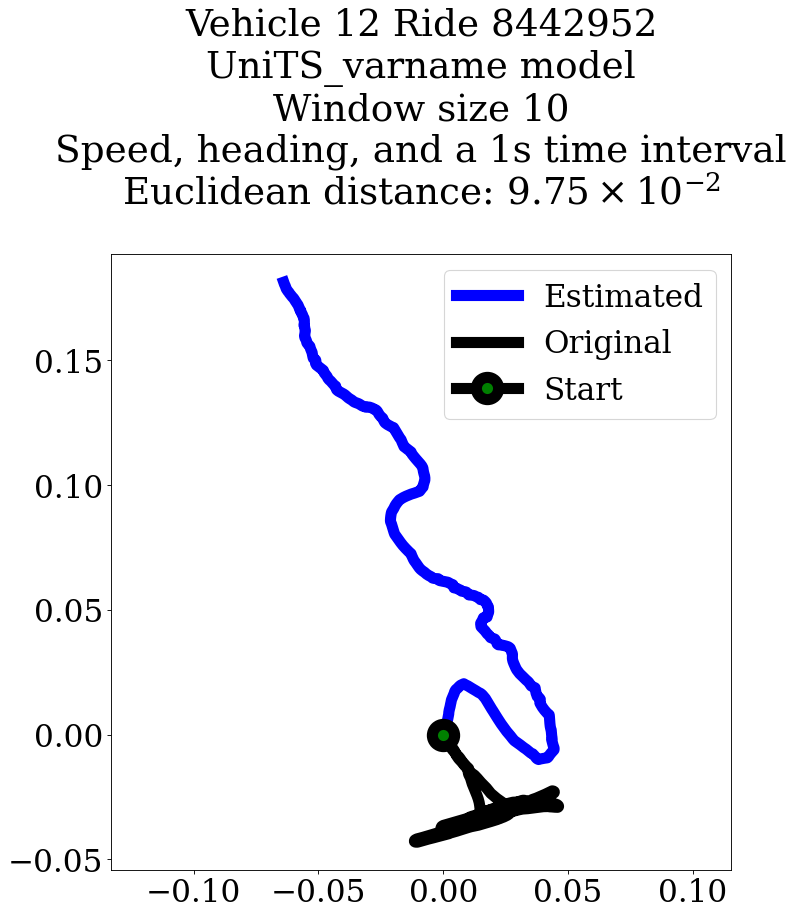 Vehicle 12 Ride 8442952
UniTS_varname model
Window size 10
Speed, heading, and a 1s time interval
Euclidean distance: 9.75 × 10⁻²
Estimated
Original
Start
0.15
0.10
0.05
0.00
−0.05
−0.10 −0.05 0.00 0.05 0.10